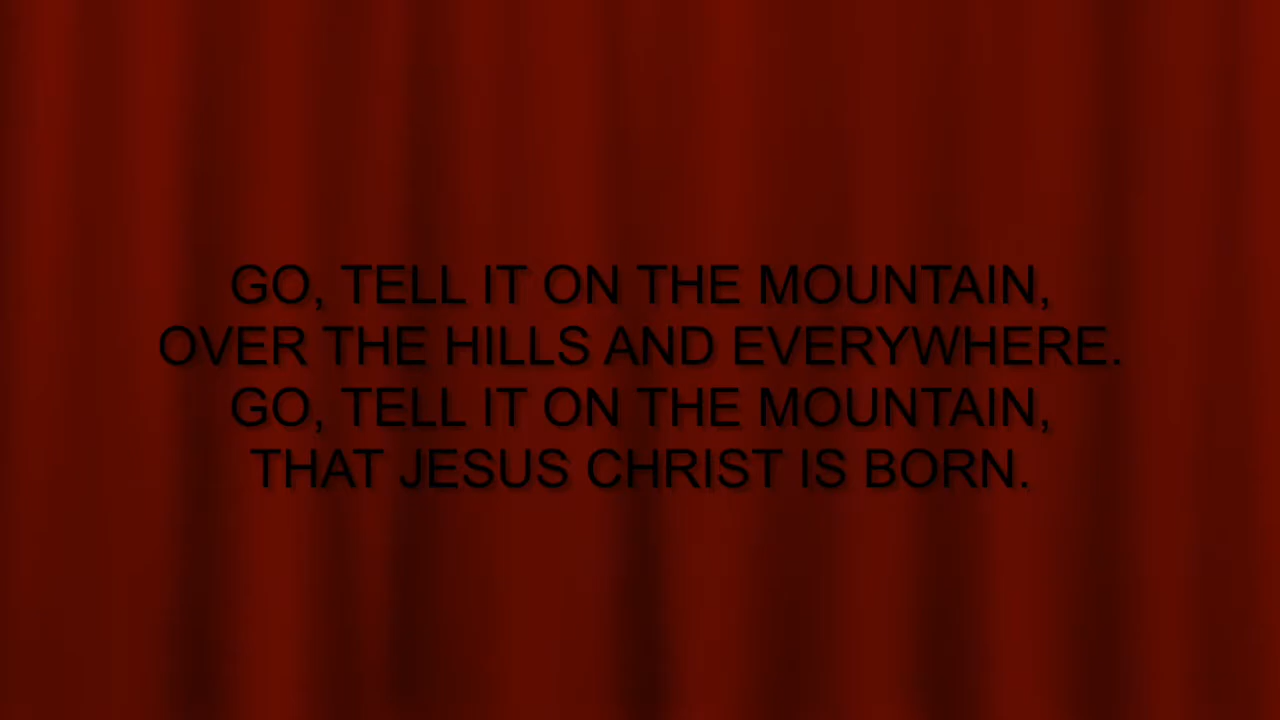 GO, TELL IT ON THE MOUNTAIN,
OVER THE HILLS AND EVERYWHERE.
GO, TELL IT ON THE MOUNTAIN,
THAT JESUS CHRIST IS BORN.